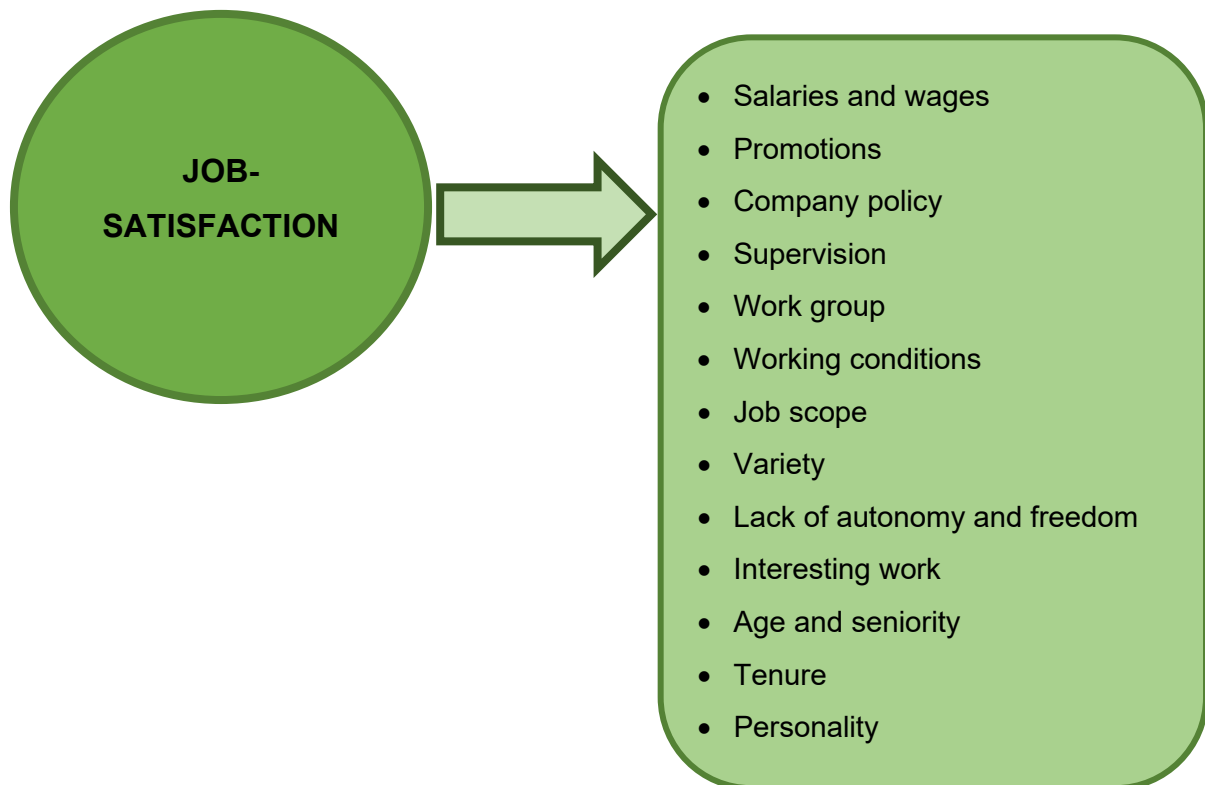 JOB-
SATISFACTION
• Salaries and wages
• Promotions
• Company policy
• Supervision
• Work group
• Working conditions
• Job scope
• Variety
• Lack of autonomy and freedom
• Interesting work
• Age and seniority
• Tenure
• Personality